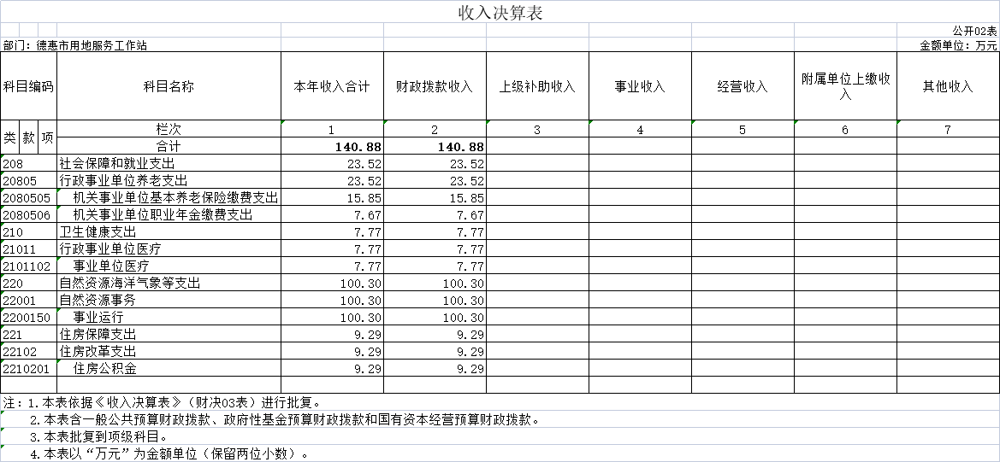 收入决算表
公开02表
部门：德惠市用地服务工作站 金额单位：万元
科目编码 科目名称 本年收入合计 财政拨款收入 上级补助收入 事业收入 经营收入 附属单位上缴收入 其他收入
类 款 项 栏次 1 2 3 4 5 6 7
合计 140.88 140.88
208 社会保障和就业支出 23.52 23.52
20805 行政事业单位养老支出 23.52 23.52
2080505 机关事业单位基本养老保险缴费支出 15.85 15.85
2080506 机关事业单位职业年金缴费支出 7.67 7.67
210 卫生健康支出 7.77 7.77
21011 行政事业单位医疗 7.77 7.77
2101102 事业单位医疗 7.77 7.77
220 自然资源海洋气象等支出 100.30 100.30
22001 自然资源事务 100.30 100.30
2200150 事业运行 100.30 100.30
221 住房保障支出 9.29 9.29
22102 住房改革支出 9.29 9.29
2210201 住房公积金 9.29 9.29
注：1.本表依据《收入决算表》（财决03表）进行批复。
2.本表含一般公共预算财政拨款、政府性基金预算财政拨款和国有资本经营预算财政拨款。
3.本表批复到项级科目。
4.本表以“万元”为金额单位（保留两位小数）。